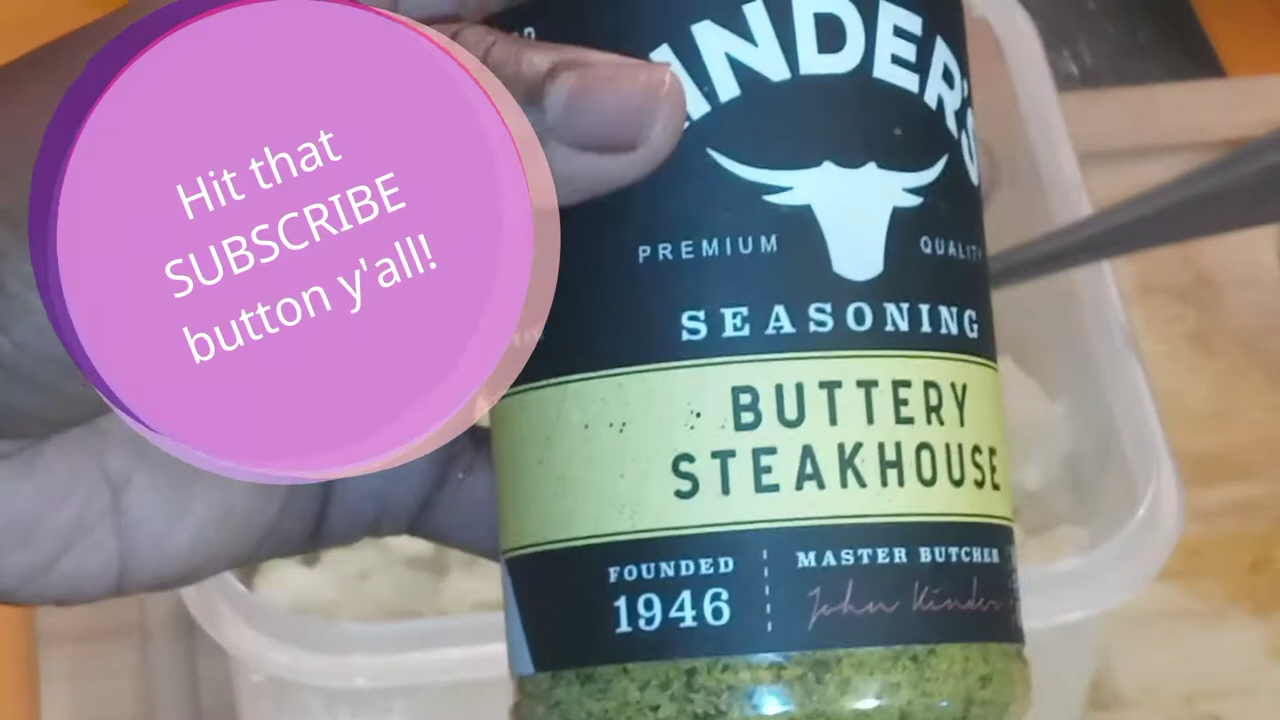 Hit that
SUBSCRIBE
button y'all!
INDER'S
PREMIUM QUALITY
SEASONING
BUTTERY
STEAKHOUSE
FOUNDED
1946
MASTER BUTCHER
John Kinder